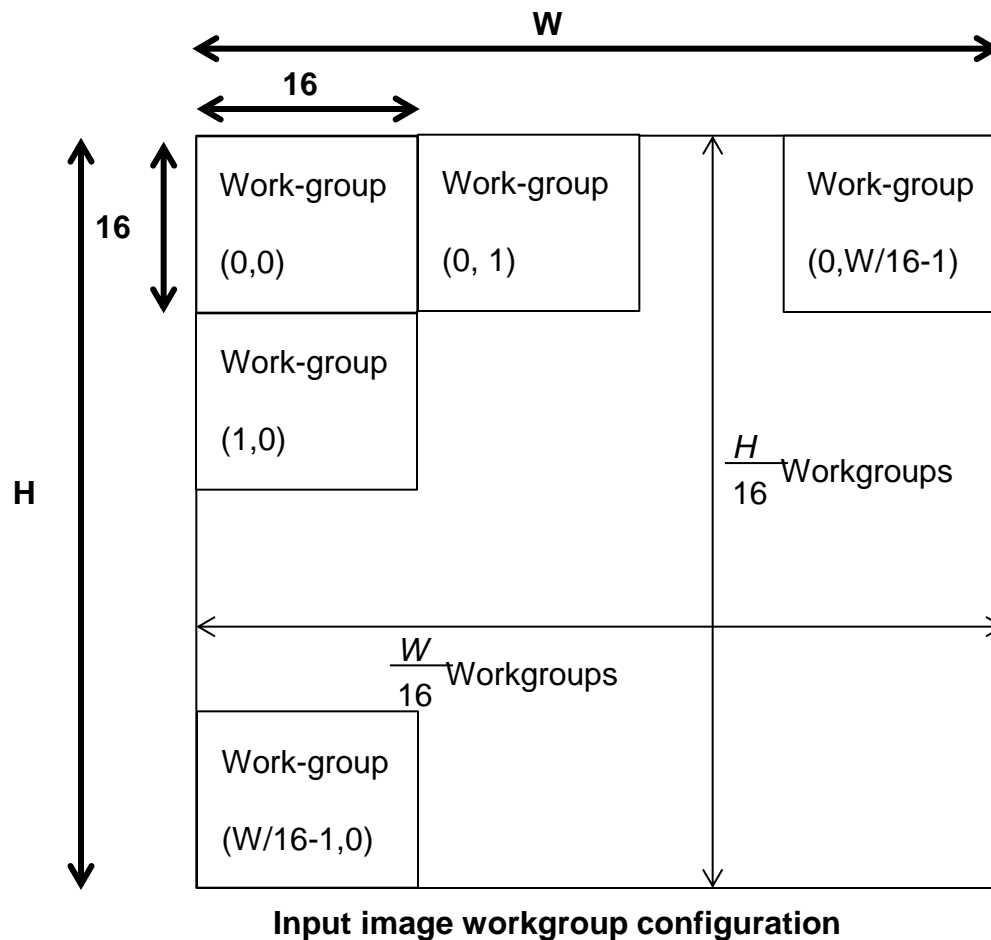 W
16
Work-group
(0,0)
Work-group
(0, 1)
Work-group
(0,W/16-1)
16
Work-group
(1,0)
H
H
16
Workgroups
W
16
Workgroups
Work-group
(W/16-1,0)
Input image workgroup configuration